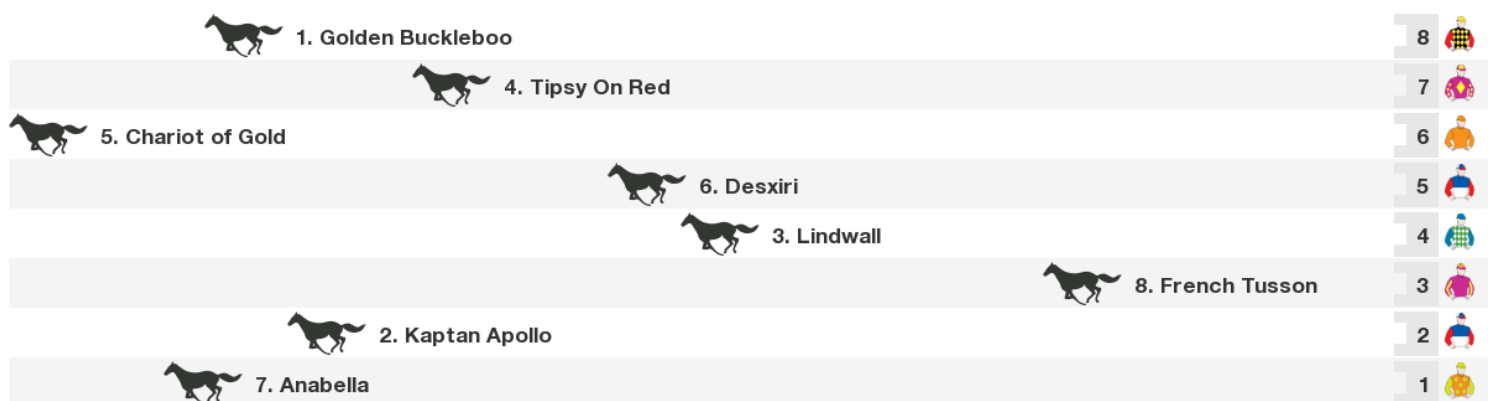 1. Golden Buckleboo 8
4. Tipsy On Red 7
5. Chariot of Gold 6
6. Desxiri 5
3. Lindwall 4
8. French Tusson 3
2. Kaptan Apollo 2
7. Anabella 1